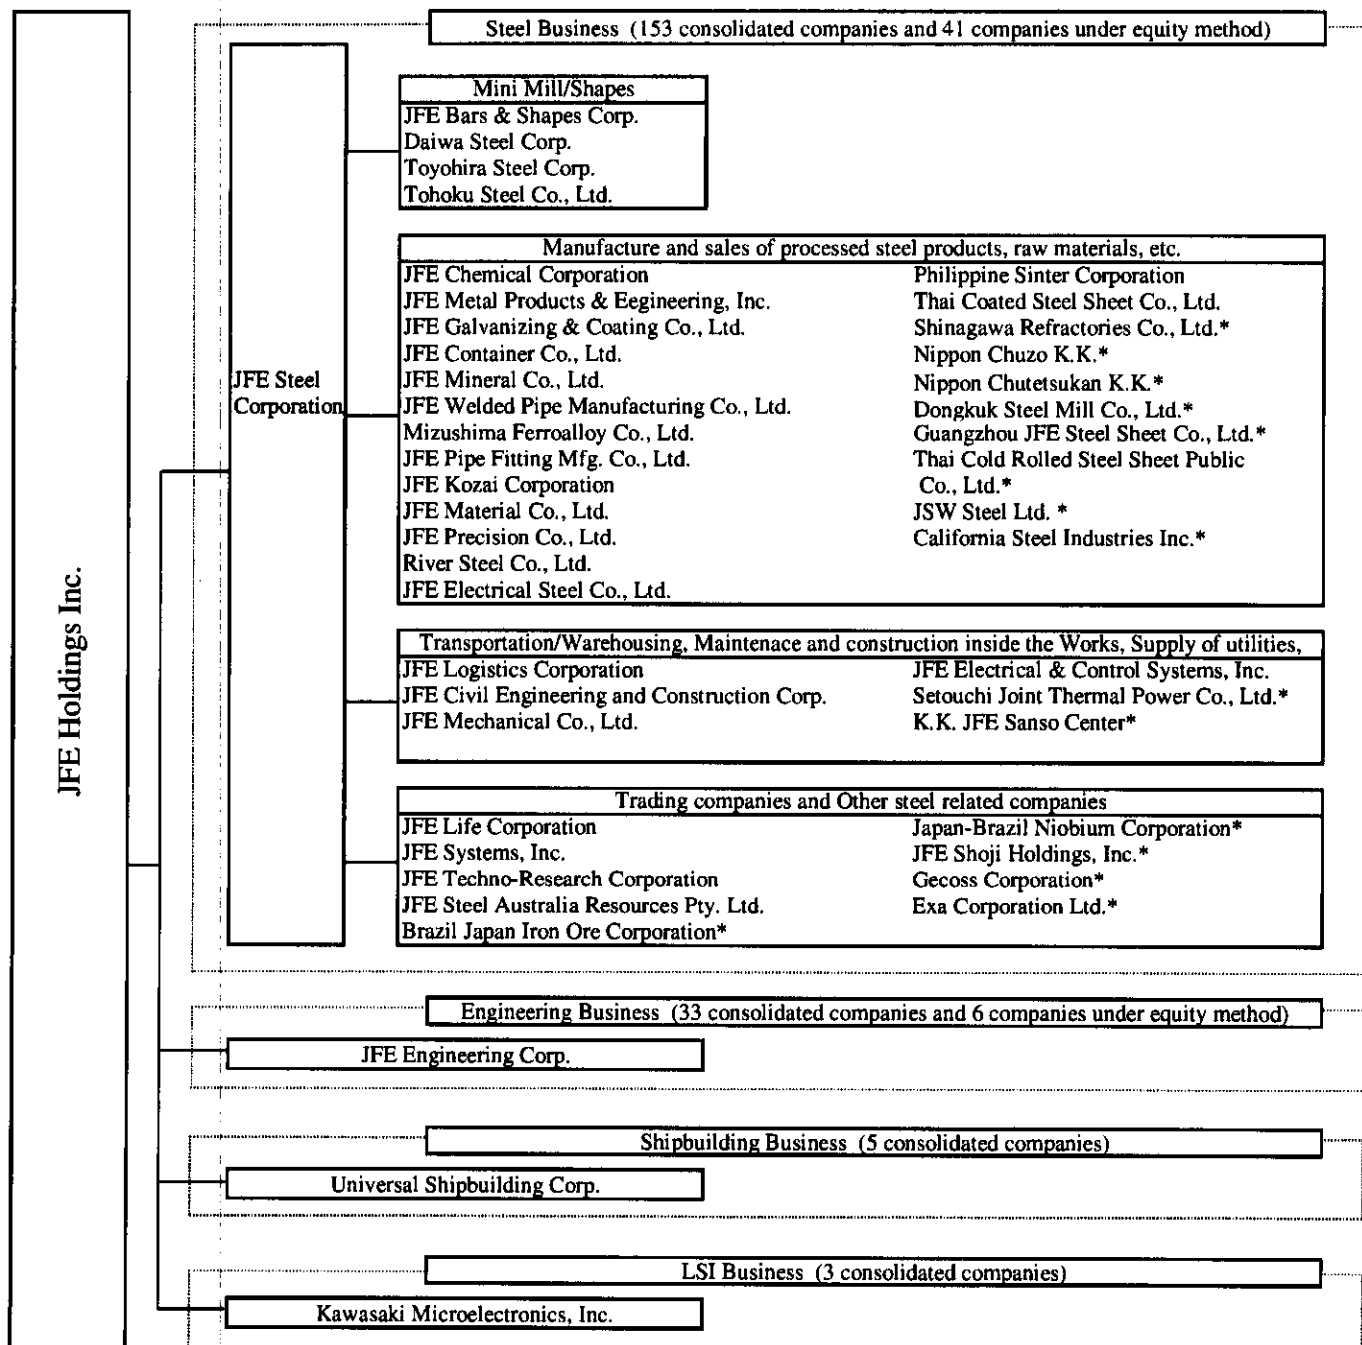 JFE Holdings Inc.
Steel Business (153 consolidated companies and 41 companies under equity method)
JFE Steel
Corporation
Mini Mill/Shapes
JFE Bars & Shapes Corp.
Daiwa Steel Corp.
Toyohira Steel Corp.
Tohoku Steel Co., Ltd.
Manufacture and sales of processed steel products, raw materials, etc.
JFE Chemical Corporation
JFE Metal Products & Eegineering, Inc.
JFE Galvanizing & Coating Co., Ltd.
JFE Container Co., Ltd.
JFE Mineral Co., Ltd.
JFE Welded Pipe Manufacturing Co., Ltd.
Mizushima Ferroalloy Co., Ltd.
JFE Pipe Fitting Mfg. Co., Ltd.
JFE Kozai Corporation
JFE Material Co., Ltd.
JFE Precision Co., Ltd.
River Steel Co., Ltd.
JFE Electrical Steel Co., Ltd.
Philippine Sinter Corporation
Thai Coated Steel Sheet Co., Ltd.
Shinagawa Refractories Co., Ltd.*
Nippon Chuzo K.K.*
Nippon Chutetsukan K.K.*
Dongkuk Steel Mill Co., Ltd.*
Guangzhou JFE Steel Sheet Co., Ltd.*
Thai Cold Rolled Steel Sheet Public
Co., Ltd.*
JSW Steel Ltd. *
California Steel Industries Inc.*
Transportation/Warehousing, Maintenace and construction inside the Works, Supply of utilities,
JFE Logistics Corporation
JFE Civil Engineering and Construction Corp.
JFE Mechanical Co., Ltd.
JFE Electrical & Control Systems, Inc.
Setouchi Joint Thermal Power Co., Ltd.*
K.K. JFE Sanso Center*
Trading companies and Other steel related companies
JFE Life Corporation
JFE Systems, Inc.
JFE Techno-Research Corporation
JFE Steel Australia Resources Pty. Ltd.
Brazil Japan Iron Ore Corporation*
Japan-Brazil Niobium Corporation*
JFE Shoji Holdings, Inc.*
Gecoss Corporation*
Exa Corporation Ltd.*
Engineering Business (33 consolidated companies and 6 companies under equity method)
JFE Engineering Corp.
Shipbuilding Business (5 consolidated companies)
Universal Shipbuilding Corp.
LSI Business (3 consolidated companies)
Kawasaki Microelectronics, Inc.